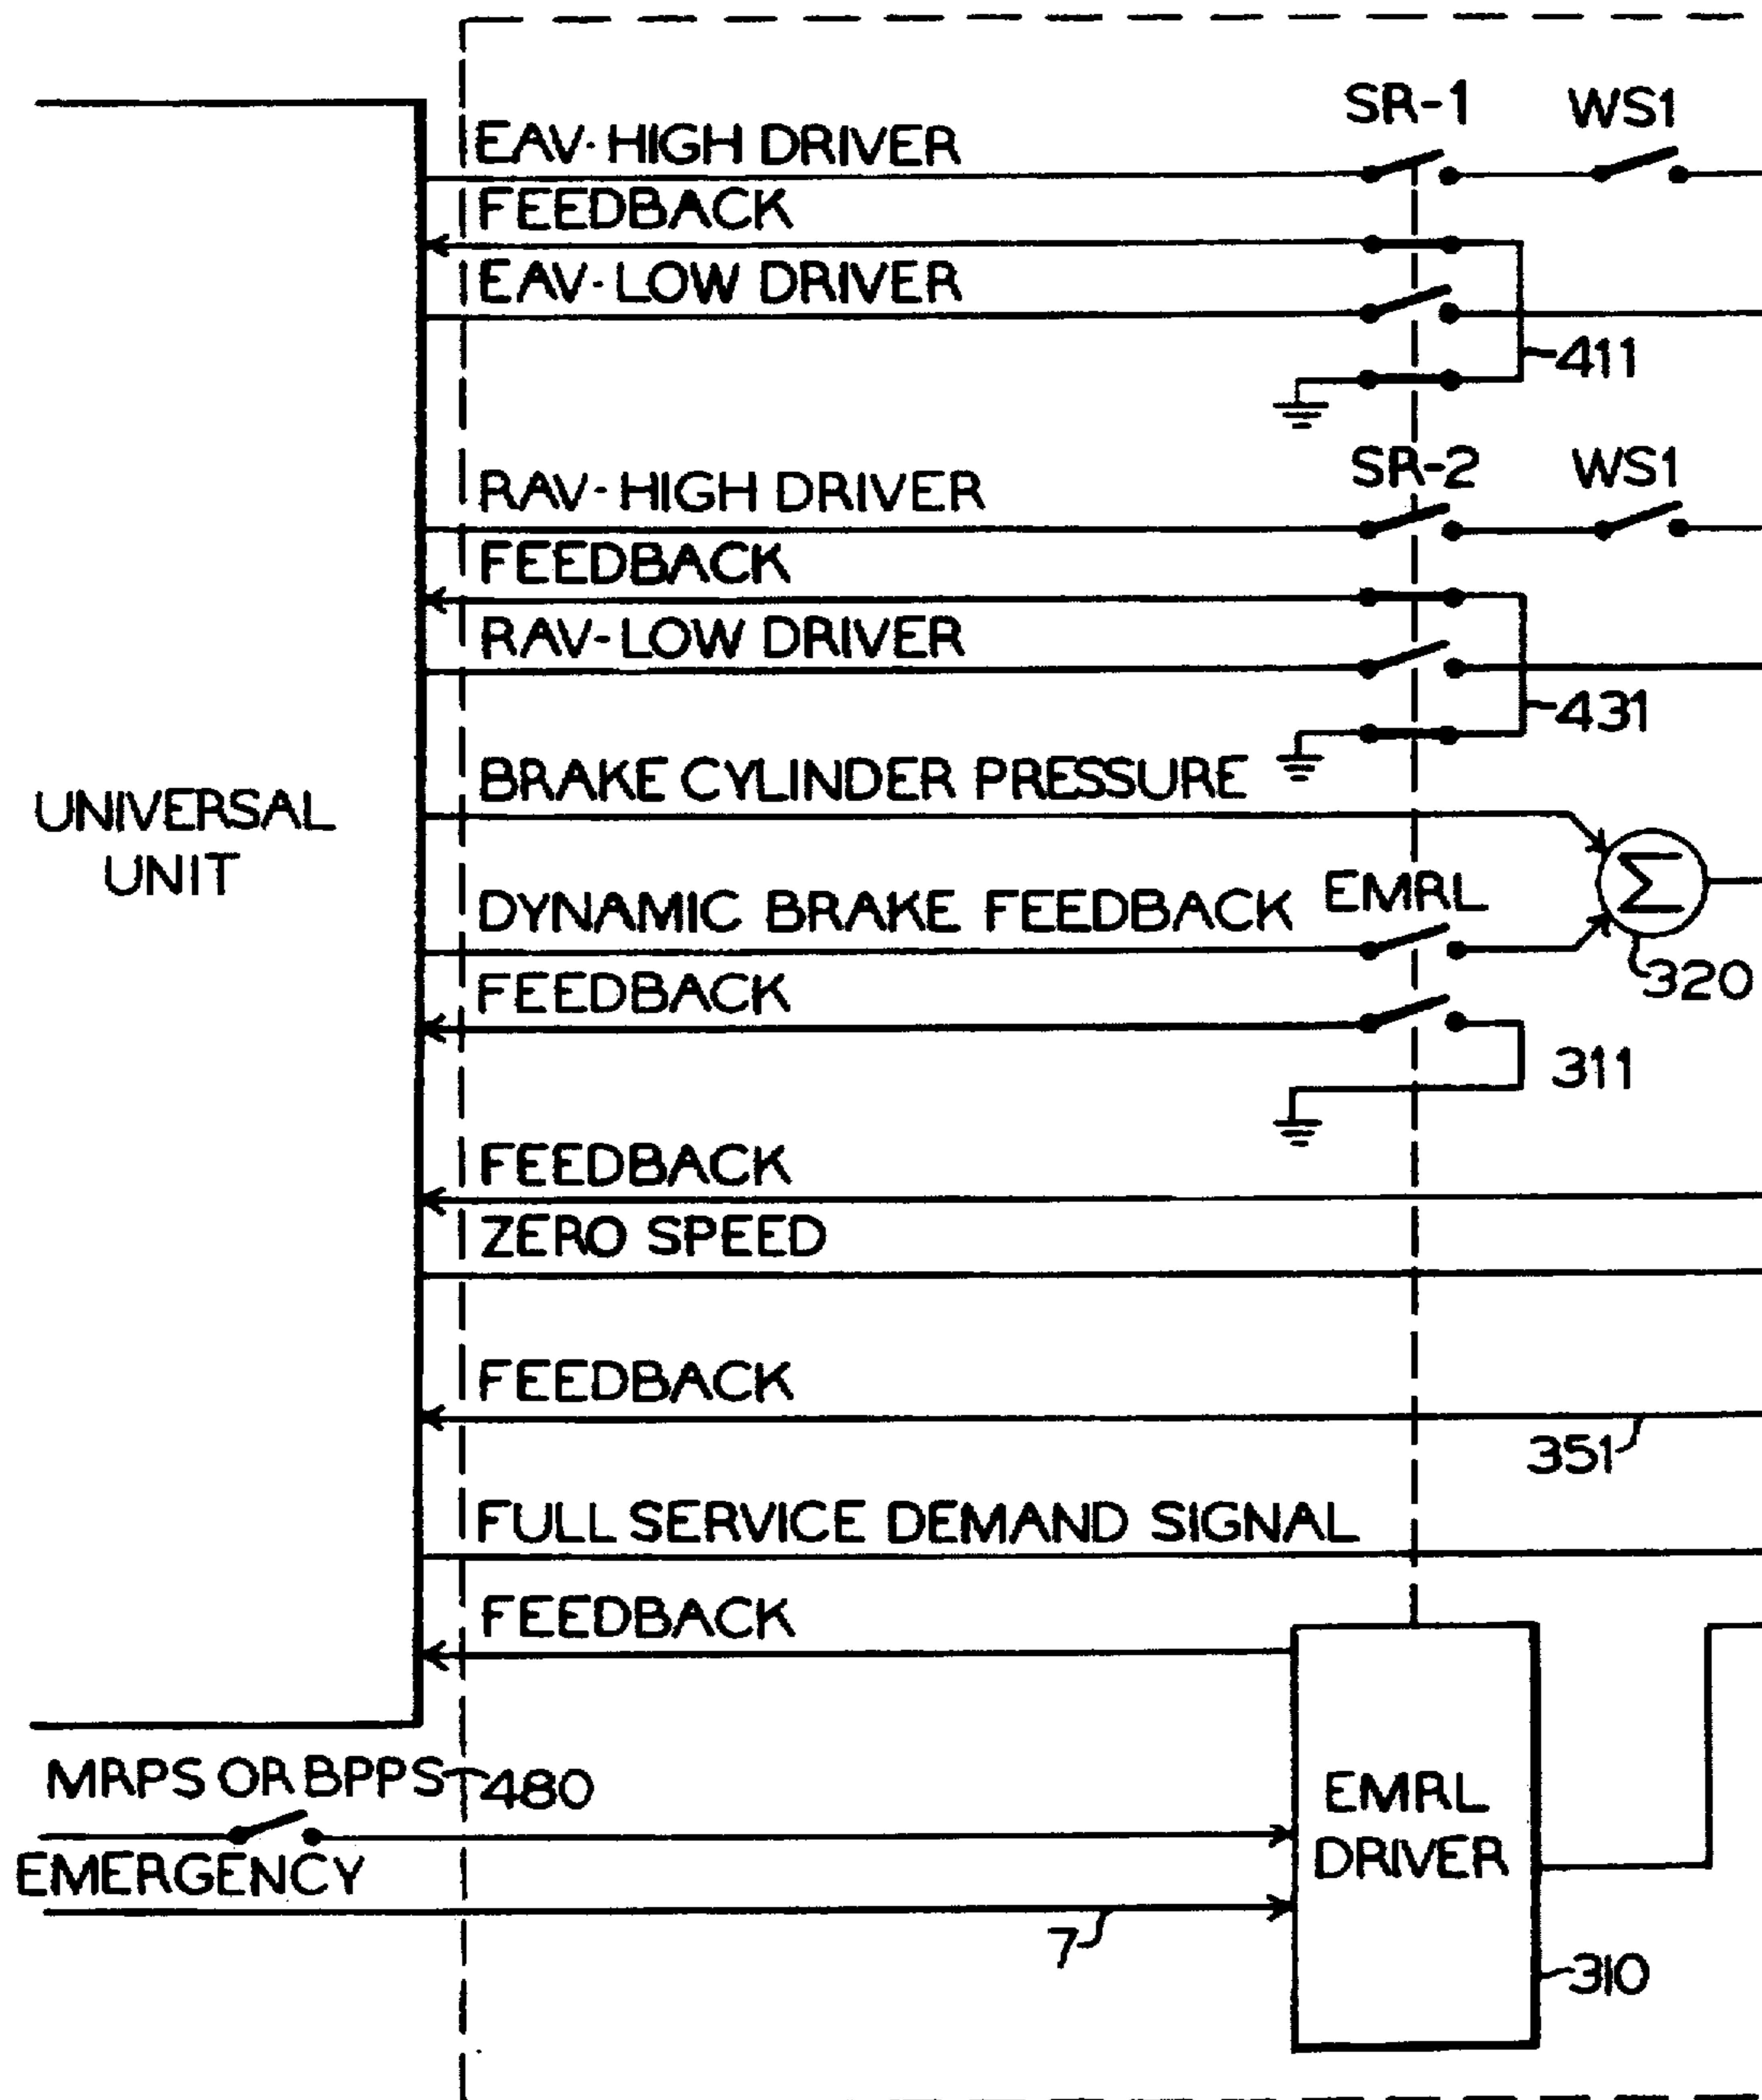 SR-1 WS1
EAV-HIGH DRIVER
FEEDBACK
EAV-LOW DRIVER
411
SR-2 WS1
RAV-HIGH DRIVER
FEEDBACK
RAV-LOW DRIVER
431
BRAKE CYLINDER PRESSURE
UNIVERSAL
UNIT
Σ
DYNAMIC BRAKE FEEDBACK EMRL
320
FEEDBACK
311
FEEDBACK
ZERO SPEED
FEEDBACK
351
FULL SERVICE DEMAND SIGNAL
FEEDBACK
MRPS OR BPPS 480
EMERGENCY
EMRL
DRIVER
7
310